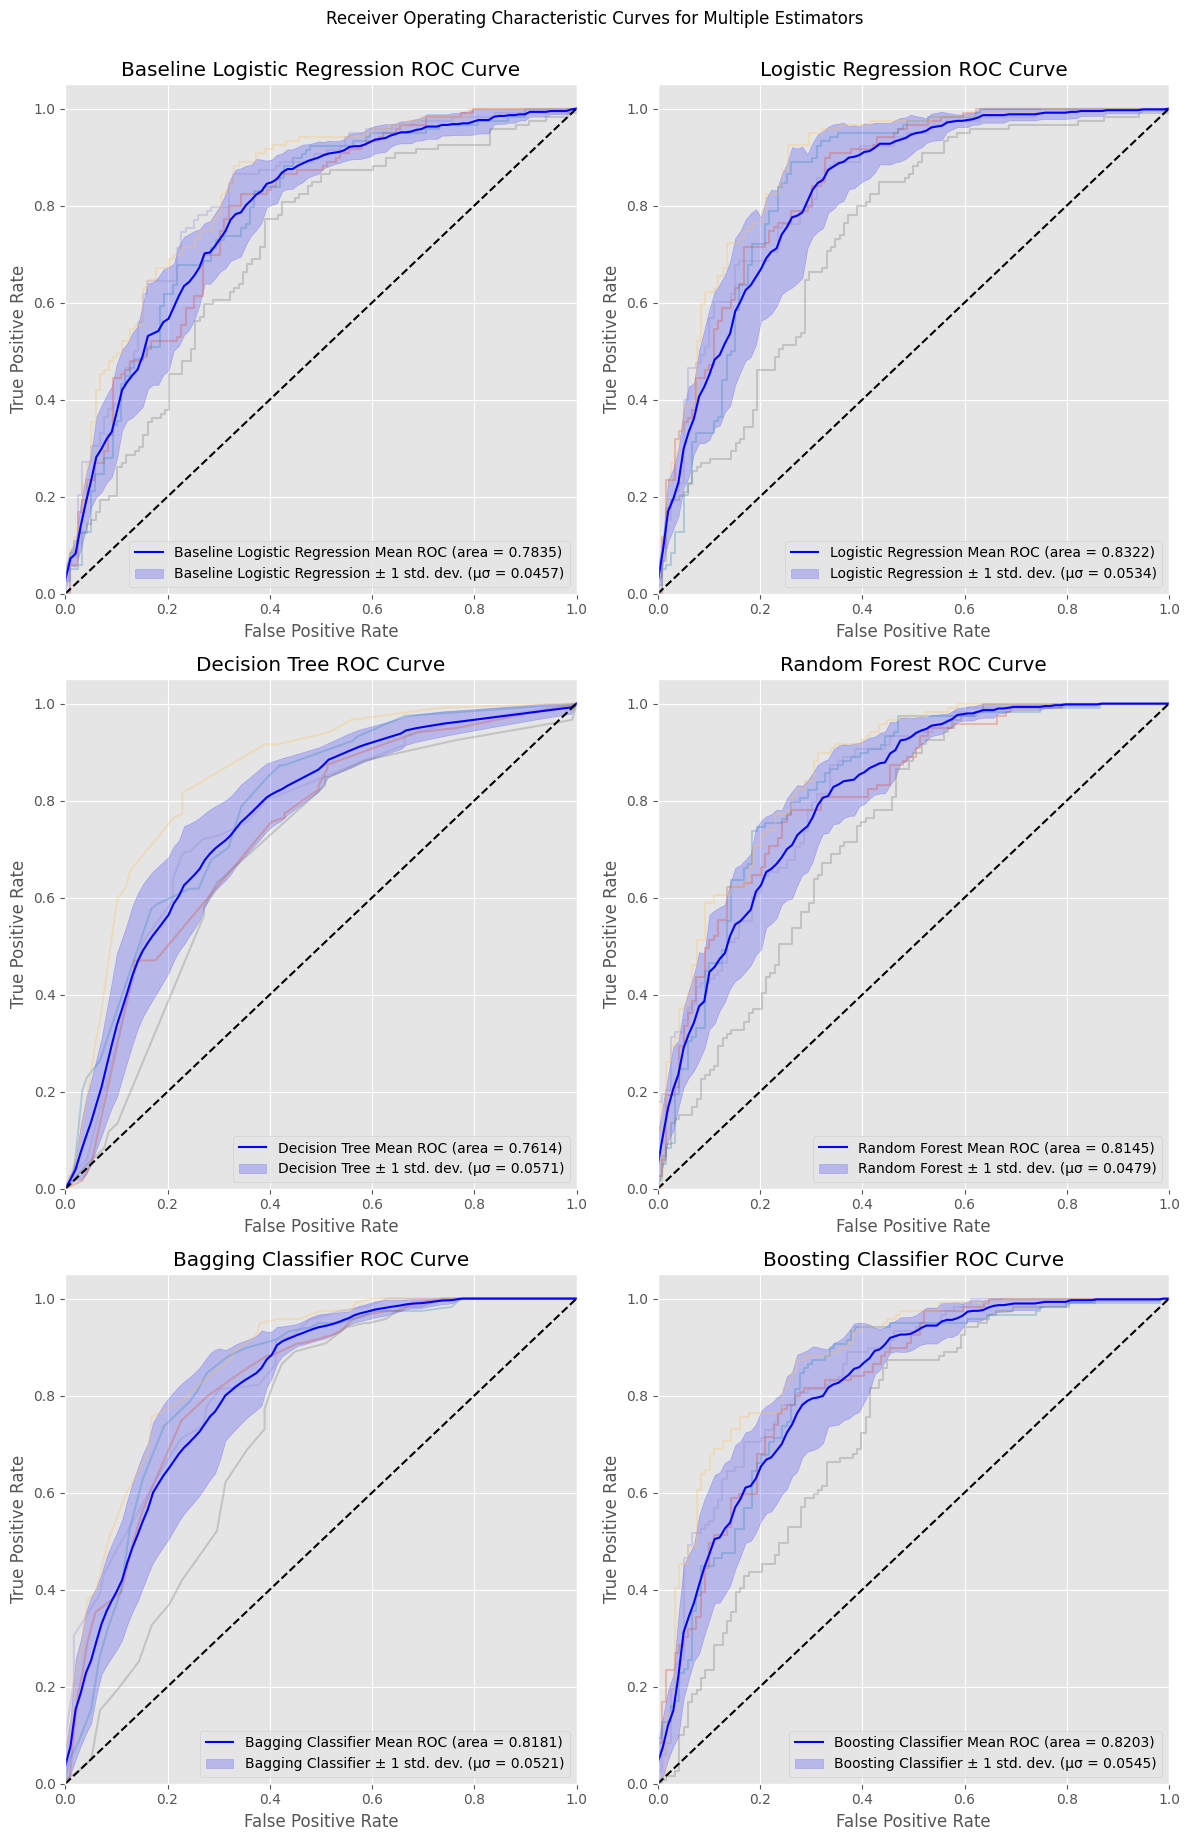 Receiver Operating Characteristic Curves for Multiple Estimators
Baseline Logistic Regression ROC Curve
True Positive Rate
1.0
0.8
0.6
0.4
0.2
0.0
Baseline Logistic Regression Mean ROC (area = 0.7835)
Baseline Logistic Regression ± 1 std. dev. (μσ = 0.0457)
0.0 0.2 0.4 0.6 0.8 1.0
False Positive Rate
Logistic Regression ROC Curve
True Positive Rate
1.0
0.8
0.6
0.4
0.2
0.0
Logistic Regression Mean ROC (area = 0.8322)
Logistic Regression ± 1 std. dev. (μσ = 0.0534)
0.0 0.2 0.4 0.6 0.8 1.0
False Positive Rate
Decision Tree ROC Curve
True Positive Rate
1.0
0.8
0.6
0.4
0.2
0.0
Decision Tree Mean ROC (area = 0.7614)
Decision Tree ± 1 std. dev. (μσ = 0.0571)
0.0 0.2 0.4 0.6 0.8 1.0
False Positive Rate
Random Forest ROC Curve
True Positive Rate
1.0
0.8
0.6
0.4
0.2
0.0
Random Forest Mean ROC (area = 0.8145)
Random Forest ± 1 std. dev. (μσ = 0.0479)
0.0 0.2 0.4 0.6 0.8 1.0
False Positive Rate
Bagging Classifier ROC Curve
True Positive Rate
1.0
0.8
0.6
0.4
0.2
0.0
Bagging Classifier Mean ROC (area = 0.8181)
Bagging Classifier ± 1 std. dev. (μσ = 0.0521)
0.0 0.2 0.4 0.6 0.8 1.0
False Positive Rate
Boosting Classifier ROC Curve
True Positive Rate
1.0
0.8
0.6
0.4
0.2
0.0
Boosting Classifier Mean ROC (area = 0.8203)
Boosting Classifier ± 1 std. dev. (μσ = 0.0545)
0.0 0.2 0.4 0.6 0.8 1.0
False Positive Rate